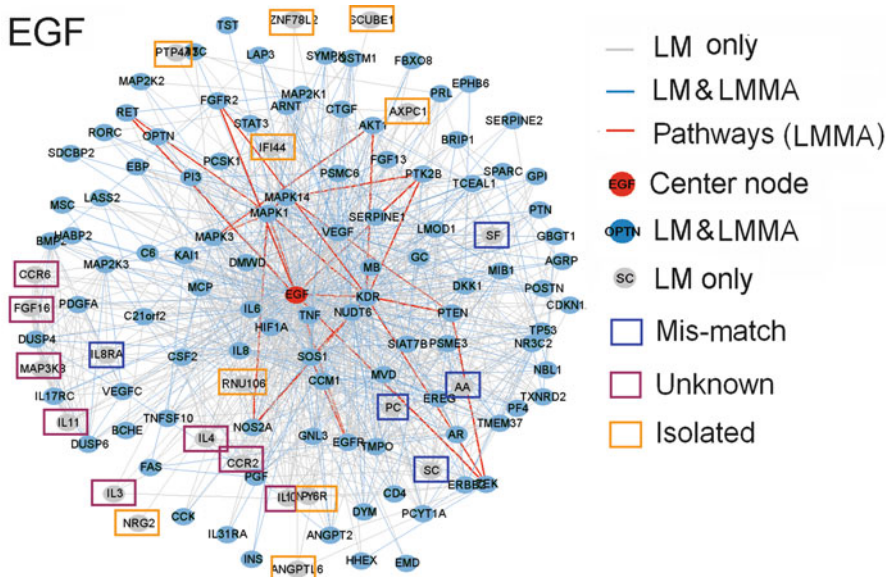 EGF
ZNF78L2
SCUBE1
TST
LAP3
SYMPK
SQSTM1
FBXO8
MAP2K2
MAP2K1
ARNT
CTGF
PRL
EPHB6
RET
FGFR2
STAT3
AKT1
AXPC1
SERPINE2
RORC
OPTN
IFI44
BRIP1
SDCBP2
EBP
PCSK1
PI3
PSMC6
FGF13
PTK2B
TCEAL1
SPARC
GPI
MSC
LASS2
MAPK14
MAPK1
SERPINE1
PTN
HABP2
MAPK3
KAI1
VEGF
LMOD1
SF
GBGT1
C6
MAP2K3
DMWD
MB
GC
MIB1
AGRP
CCR6
MCP
EGF
KDR
DKK1
POSTN
FGF16
PDGFA
C21orf2
IL6
TNF
NUDT6
PTEN
CDKN1
DUSP4
HIF1A
TP53
IL8RA
CSF2
IL8
SOS1
SIAT7B
PSME3
NR3C2
MAP3K8
RNU106
CCM1
MVD
AA
NBL1
IL17RC
VEGFC
EREG
TXNRD2
IL11
TNFSF10
NOS2A
PC
PF4
DUSP6
BCHE
IL4
GNL3
EGFR
TMPO
AR
TMEM37
CCR2
FAS
PGF
SC
IL3
CD4
NRG2
CCK
DYM
PCYT1A
IL31RA
ANGPT2
INS
ANGPTL6
HHEX
EMD
LM only
LM & LMMA
Pathways (LMMA)
EGF Center node
OPTN LM & LMMA
SC LM only
Mis-match
Unknown
Isolated